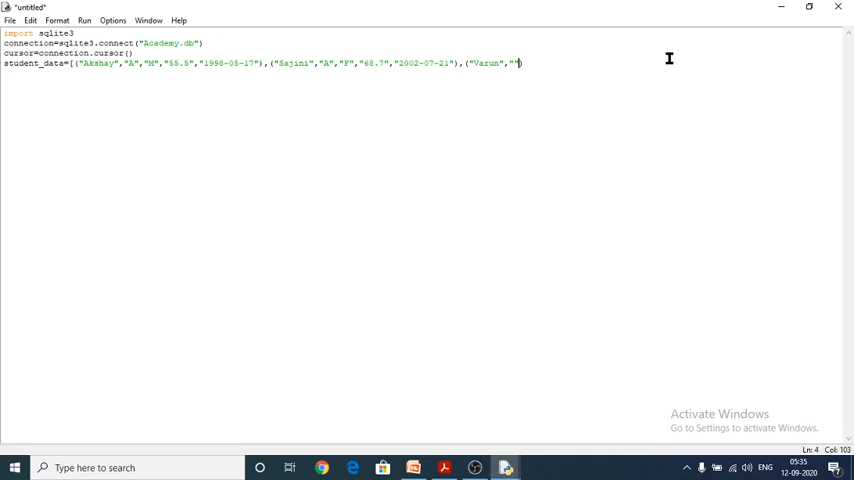 *untitled*
File Edit Format Run Options Window Help
import sqlite3
connection=sqlite3.connect("Academy.db")
cursor=connection.cursor()
student_data=[("Akshay","A","M","55.5","1998-05-17"),("Sajini","A","F","68.7","2002-07-21"),("Varun","")
Activate Windows
Go to Settings to activate Windows.
Ln: 4 Col: 103
Type here to search
ENG
05:35
12-09-2020
7